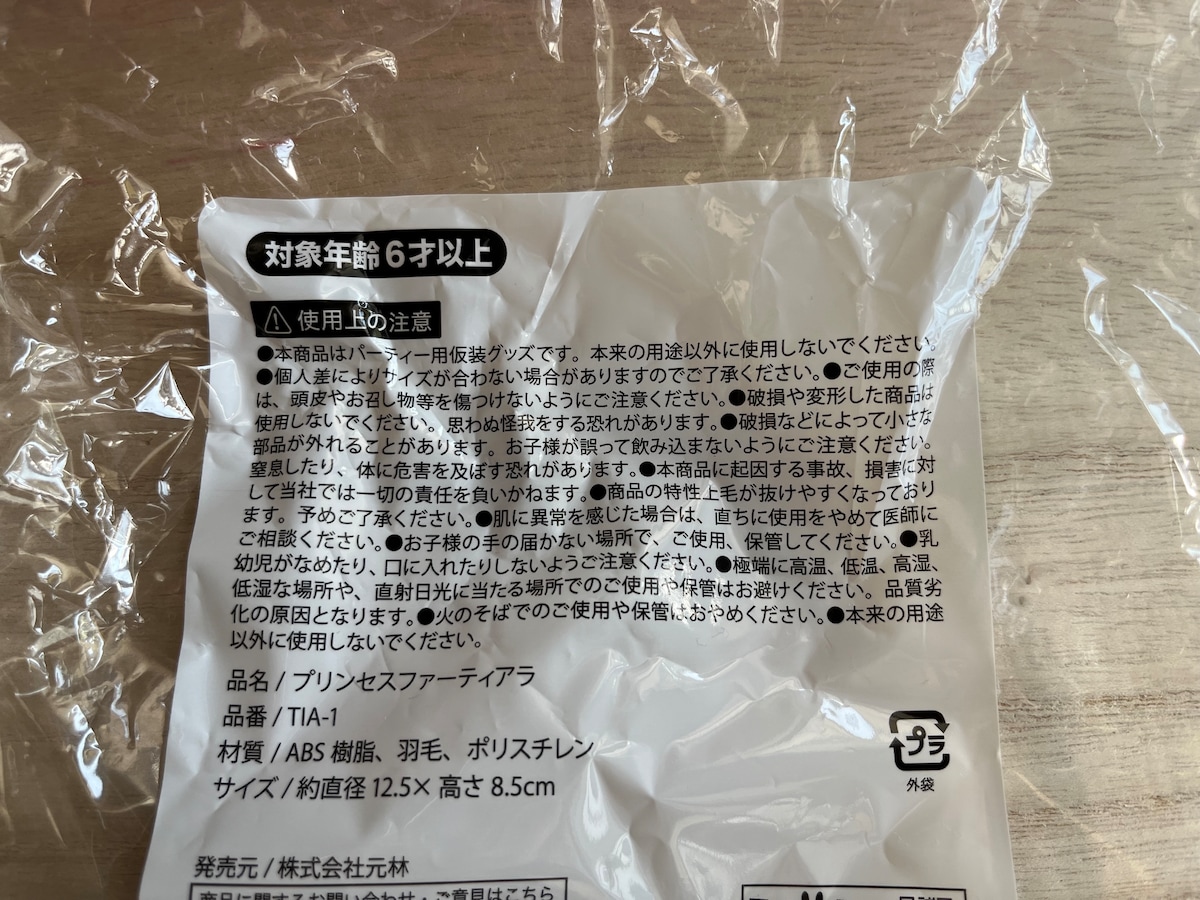 対象年齢6才以上
使用上の注意
●本商品はパーティー用仮装グッズです。本来の用途以外に使用しないでください。
●個人差によりサイズが合わない場合がありますのでご了承ください。●ご使用の際
は、頭皮やお召し物等を傷つけないようにご注意ください。●破損や変形した商品は
使用しないでください。思わぬ怪我をする恐れがあります。●破損などによって小さな
部品が外れることがあります。お子様が誤って飲み込まないようにご注意ください。
窒息したり、体に危害を及ぼす恐れがあります。●本商品に起因する事故、損害に対
して当社では一切の責任を負いかねます。●商品の特性上毛が抜けやすくなっており
ます。予めご了承ください。●肌に異常を感じた場合は、直ちに使用をやめて医師に
ご相談ください。●お子様の手の届かない場所で、ご使用、保管してください。●乳
幼児がなめたり、口に入れたりしないようご注意ください。●極端に高温、低温、高湿、
低湿な場所や、直射日光に当たる場所でのご使用や保管はお避けください。品質劣
化の原因となります。●火のそばでのご使用や保管はおやめください。●本来の用途
以外に使用しないでください。
品名/プリンセスファーティアラ
品番/TIA-1
材質/ABS樹脂、羽毛、ポリスチレン
サイズ/約直径12.5×高さ8.5cm
プラ
外袋
発売元/株式会社元林
商品に関するお問い合わせ・ご意見はこちら